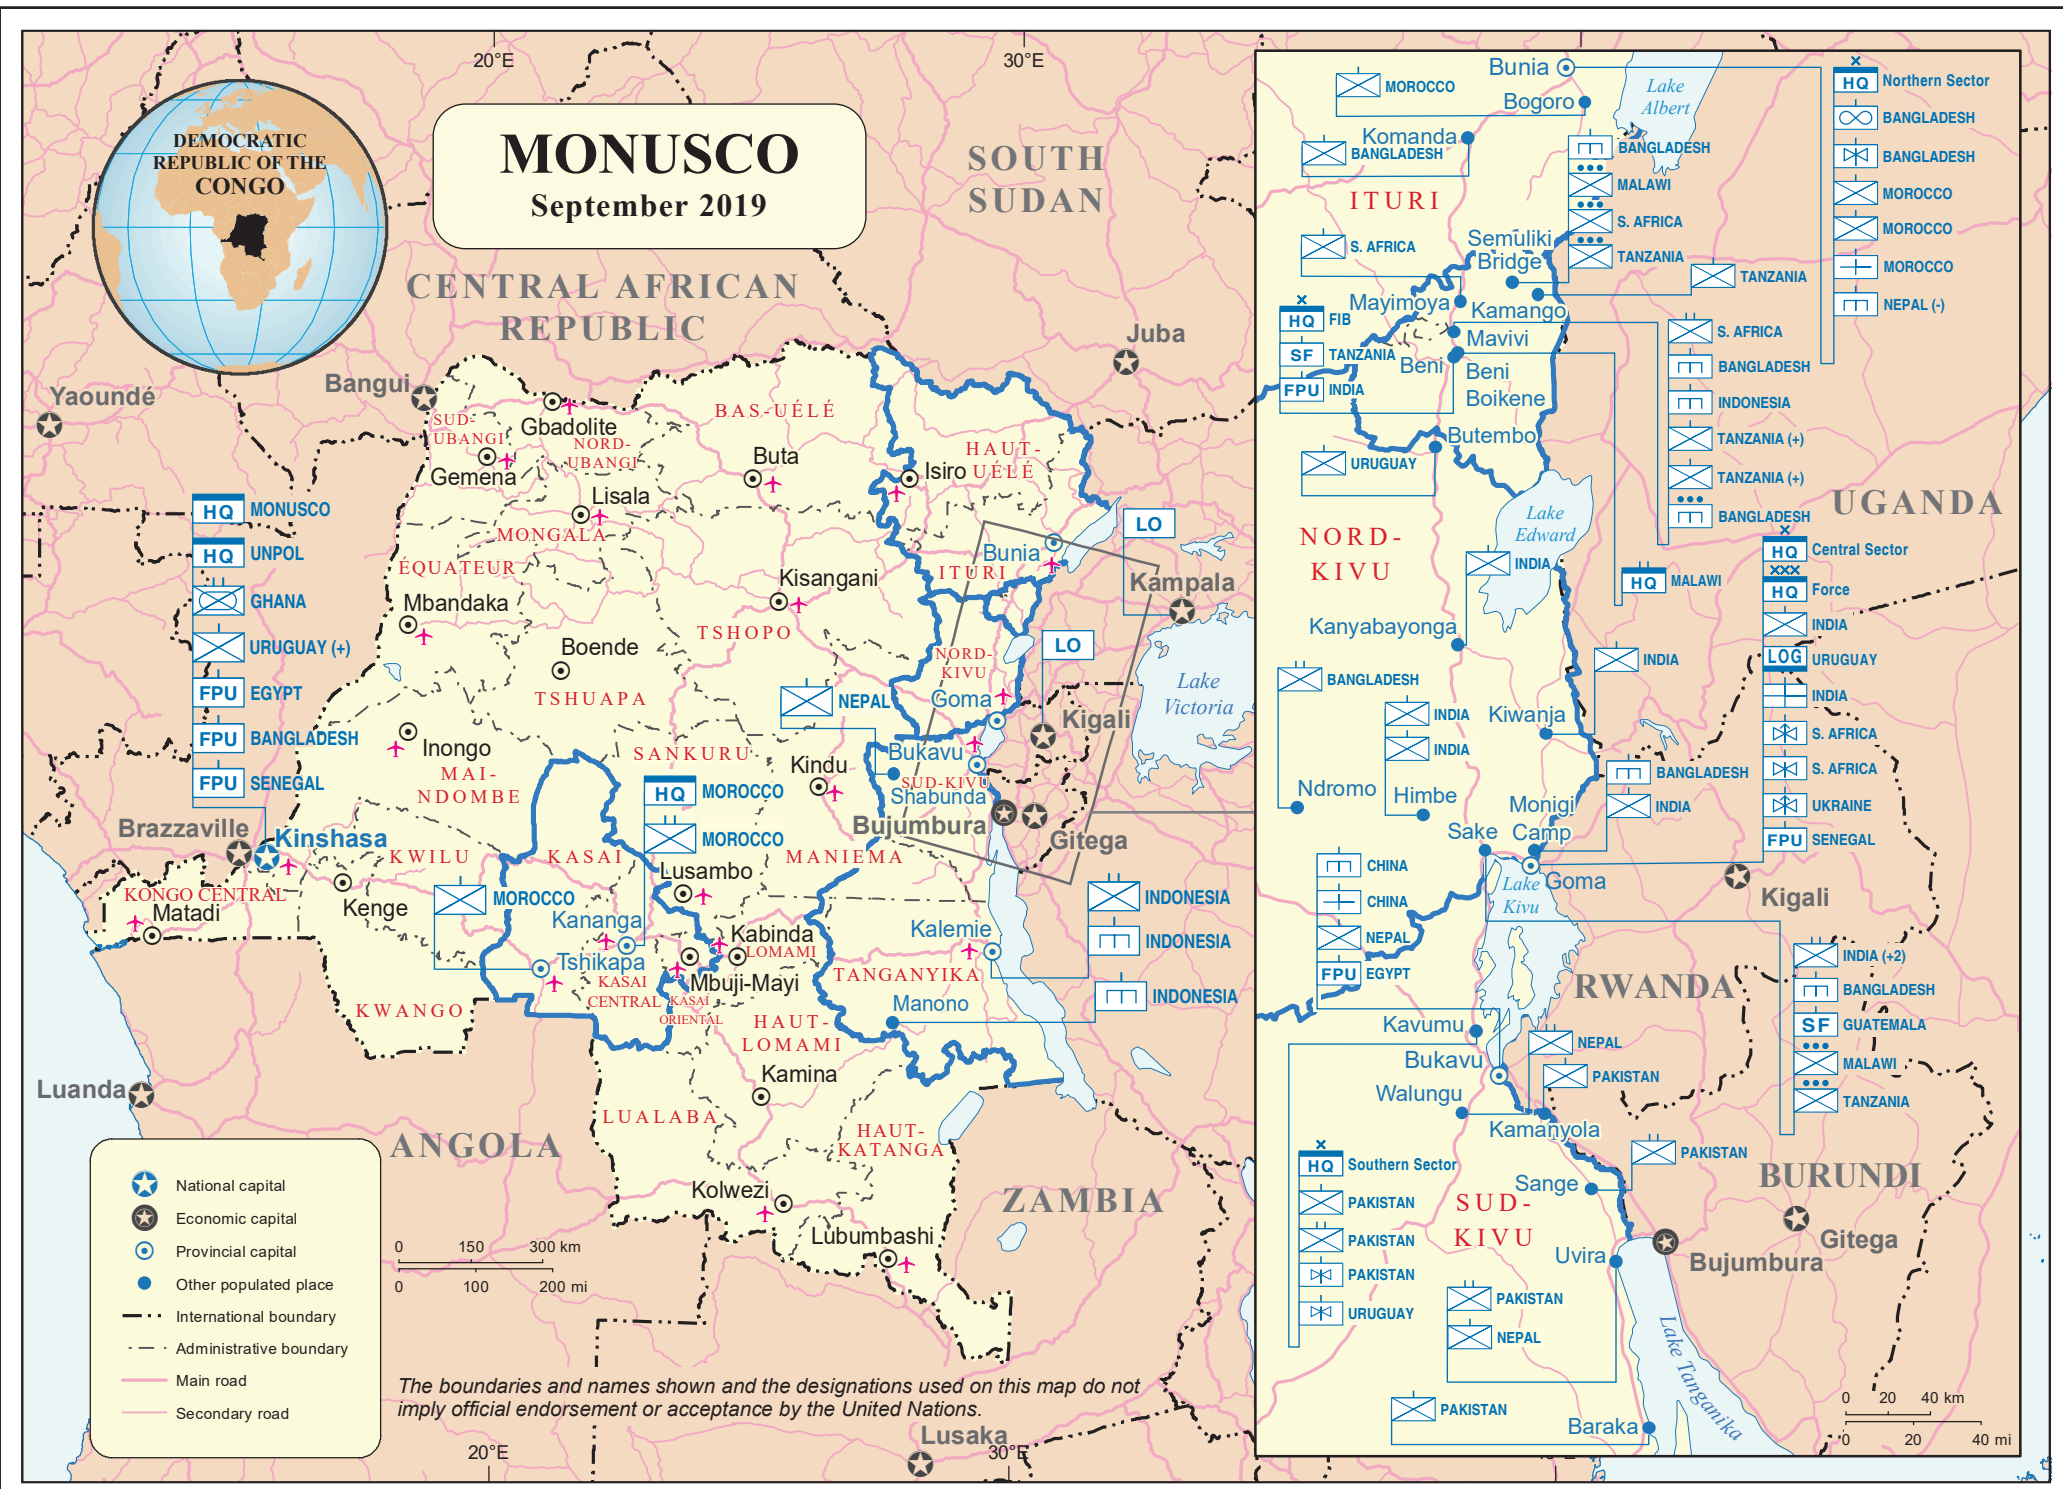 20°E
30°E
DEMOCRATIC
REPUBLIC OF THE
CONGO
MONUSCO
September 2019
SOUTH
SUDAN
CENTRAL AFRICAN
REPUBLIC
Juba
Bangui
Yaoundé
SUD-
UBANGI
Gbadolite
NORD-
UBANGI
BAS-UÉLÉ
Gemena
Buta
HAUT-
UÉLÉ
Isiro
Lisala
MONGALA
HQ MONUSCO
HQ UNPOL
GHANA
URUGUAY (+)
FPU EGYPT
FPU BANGLADESH
FPU SENEGAL
ÉQUATEUR
Mbandaka
Kisangani
Bunia
ITURI
LO
Kampala
Boende
TSHOPO
LO
TSHUAPA
NORD-
KIVU
Goma
Lake
Victoria
NEPAL
Kigali
Inongo
MAI-
NDOMBE
SANKURU
Bukavu
Kindu
SUD-KIVU
Shabunda
HQ MOROCCO
MOROCCO
Bujumbura
Gitega
Brazzaville
Kinshasa
KWILU
KASAI
MANIEMA
Lusambo
KONGO CENTRAL
Matadi
Kenge
MOROCCO
Kananga
Kabinda
LOMAMI
Kalemie
INDONESIA
INDONESIA
INDONESIA
Tshikapa
KASAI
CENTRAL
Mbuji-Mayi
KASAI
ORIENTAL
TANGANYIKA
Manono
KWANGO
HAUT-
LOMAMI
Kamina
Luanda
ANGOLA
LUALABA
HAUT-
KATANGA
Kolwezi
ZAMBIA
Lubumbashi
National capital
Economic capital
Provincial capital
Other populated place
International boundary
Administrative boundary
Main road
Secondary road
0 150 300 km
0 100 200 mi
The boundaries and names shown and the designations used on this map do not
imply official endorsement or acceptance by the United Nations.
Lusaka
20°E
30°E
Bunia
MOROCCO
Bogoro
Lake
Albert
Komanda
BANGLADESH
BANGLADESH
MALAWI
S. AFRICA
TANZANIA
ITURI
S. AFRICA
Semuliki
Bridge
TANZANIA
HQ Northern Sector
BANGLADESH
BANGLADESH
MOROCCO
MOROCCO
MOROCCO
NEPAL (-)
Mayimoya
Kamango
HQ FIB
SF TANZANIA
FPU INDIA
Mavivi
Beni
Beni
Boikene
S. AFRICA
BANGLADESH
INDONESIA
TANZANIA (+)
TANZANIA (+)
BANGLADESH
Butembo
URUGUAY
UGANDA
Lake
Edward
NORD-
KIVU
INDIA
HQ MALAWI
Kanyabayonga
INDIA
HQ Central Sector
HQ Force
INDIA
LOG URUGUAY
INDIA
S. AFRICA
S. AFRICA
UKRAINE
FPU SENEGAL
BANGLADESH
INDIA
INDIA
Kiwanja
Ndromo
Himbe
BANGLADESH
INDIA
Monigi
Camp
Sake
Goma
Lake
Kivu
Kigali
CHINA
CHINA
NEPAL
FPU EGYPT
RWANDA
INDIA (+2)
BANGLADESH
SF GUATEMALA
MALAWI
TANZANIA
Kavumu
Bukavu
NEPAL
PAKISTAN
Walungu
Kamanyola
PAKISTAN
BURUNDI
HQ Southern Sector
PAKISTAN
PAKISTAN
PAKISTAN
URUGUAY
Sange
SUD-
KIVU
Uvira
Gitega
Bujumbura
PAKISTAN
NEPAL
Lake Tanganika
PAKISTAN
Baraka
0 20 40 km
0 20 40 mi